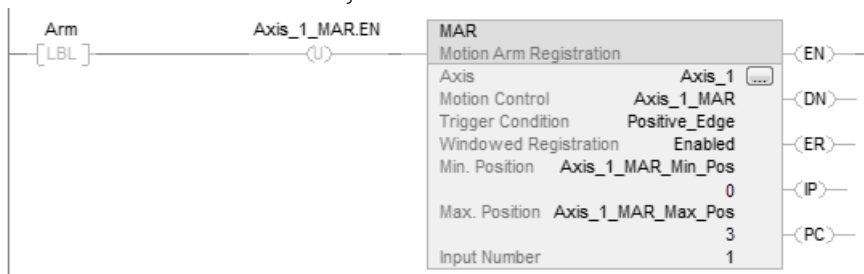 Arm
Axis_1_MAR.EN
MAR
[LBL]
(U)
Motion Arm Registration
(EN)
Axis Axis_1 ...
Motion Control Axis_1_MAR
(DN)
Trigger Condition Positive_Edge
Windowed Registration Enabled
(ER)
Min. Position Axis_1_MAR_Min_Pos
0
(IP)
Max. Position Axis_1_MAR_Max_Pos
3
(PC)
Input Number 1